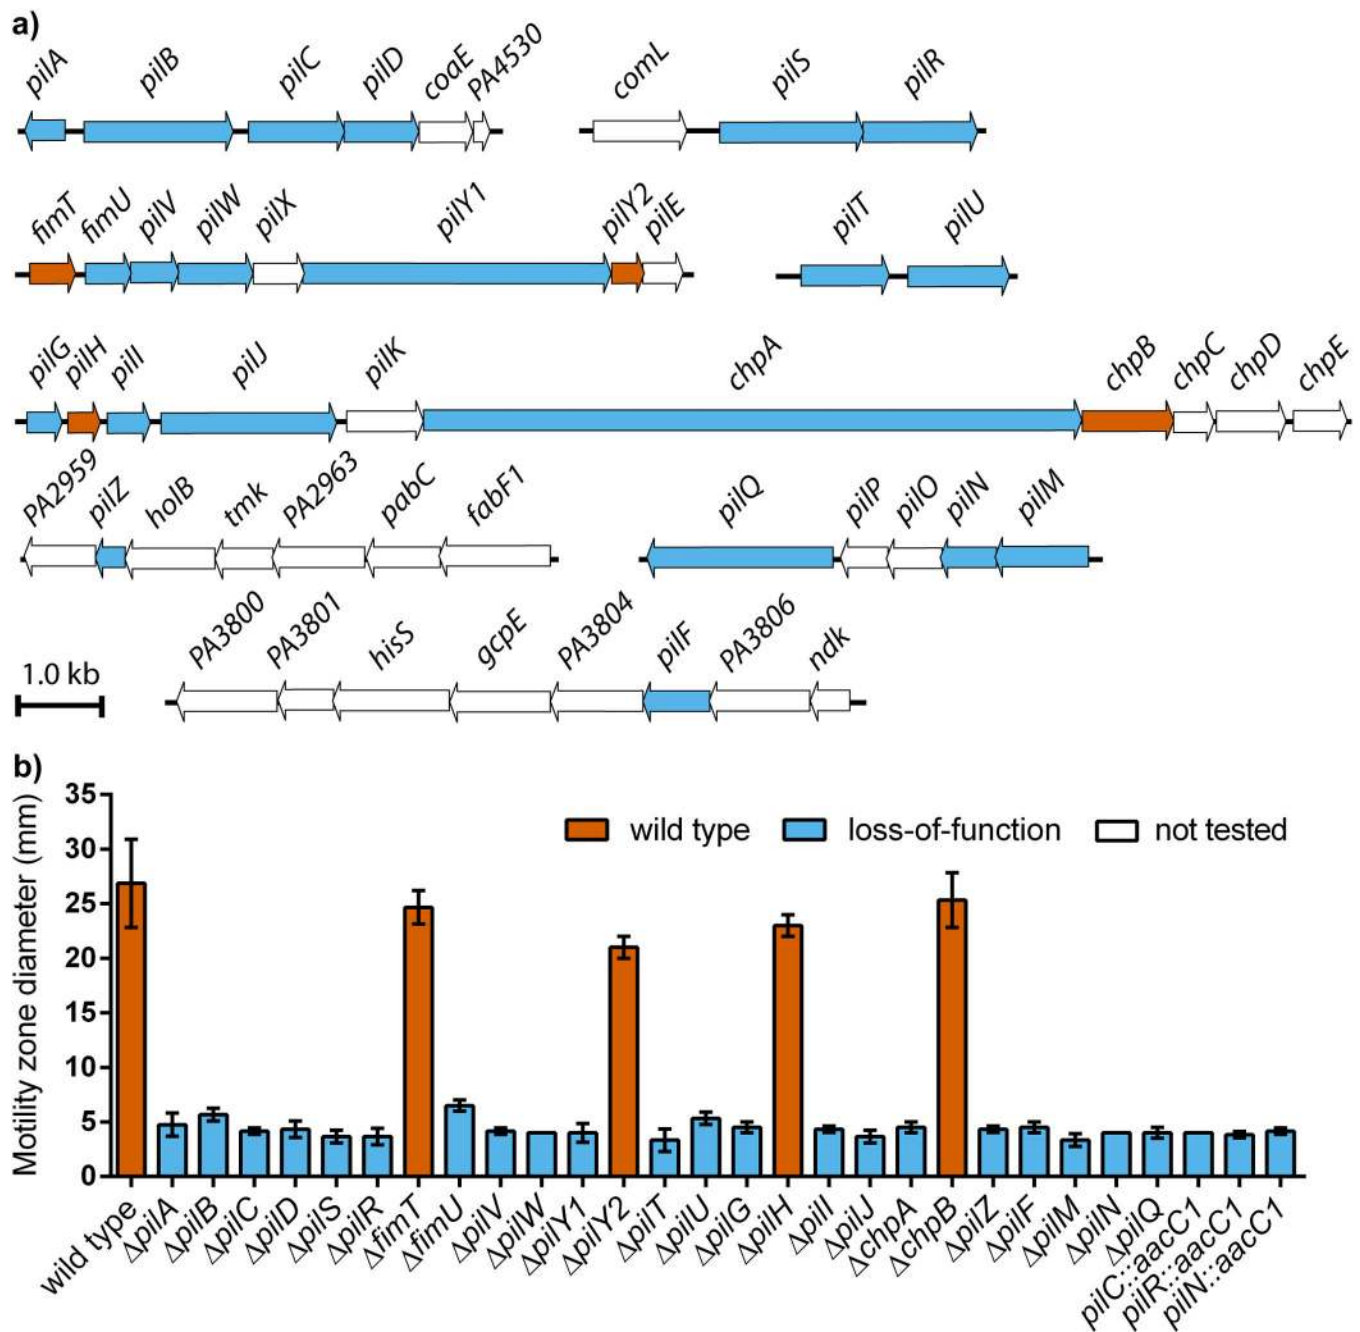 a)
pilA pilB pilC pilD coaE PA4530 comL pilS pilR
fimT fimU pilV pilW pilX pilY1 pilY2 pilE pilT pilU
pilG pilH pilI pilJ pilK chpA chpB chpC chpD chpE
PA2959 pilZ holB tmk PA2963 pabC fabF1 pilQ pilP pilO pilN pilM
PA3800 PA3801 hisS gcpE PA3804 pilF PA3806 ndk
1.0 kb
b)
Motility zone diameter (mm)
35
30
25
20
15
10
5
0
wild type loss-of-function not tested
wild type
ΔpilA
ΔpilB
ΔpilC
ΔpilD
ΔpilS
ΔpilR
ΔfimT
ΔfimU
ΔpilV
ΔpilW
ΔpilY1
ΔpilY2
ΔpilT
ΔpilU
ΔpilG
ΔpilH
ΔpilI
ΔpilJ
ΔchpA
ΔchpB
ΔpilZ
ΔpilF
ΔpilM
ΔpilN
ΔpilQ
pilC::aacC1
pilR::aacC1
pilN::aacC1